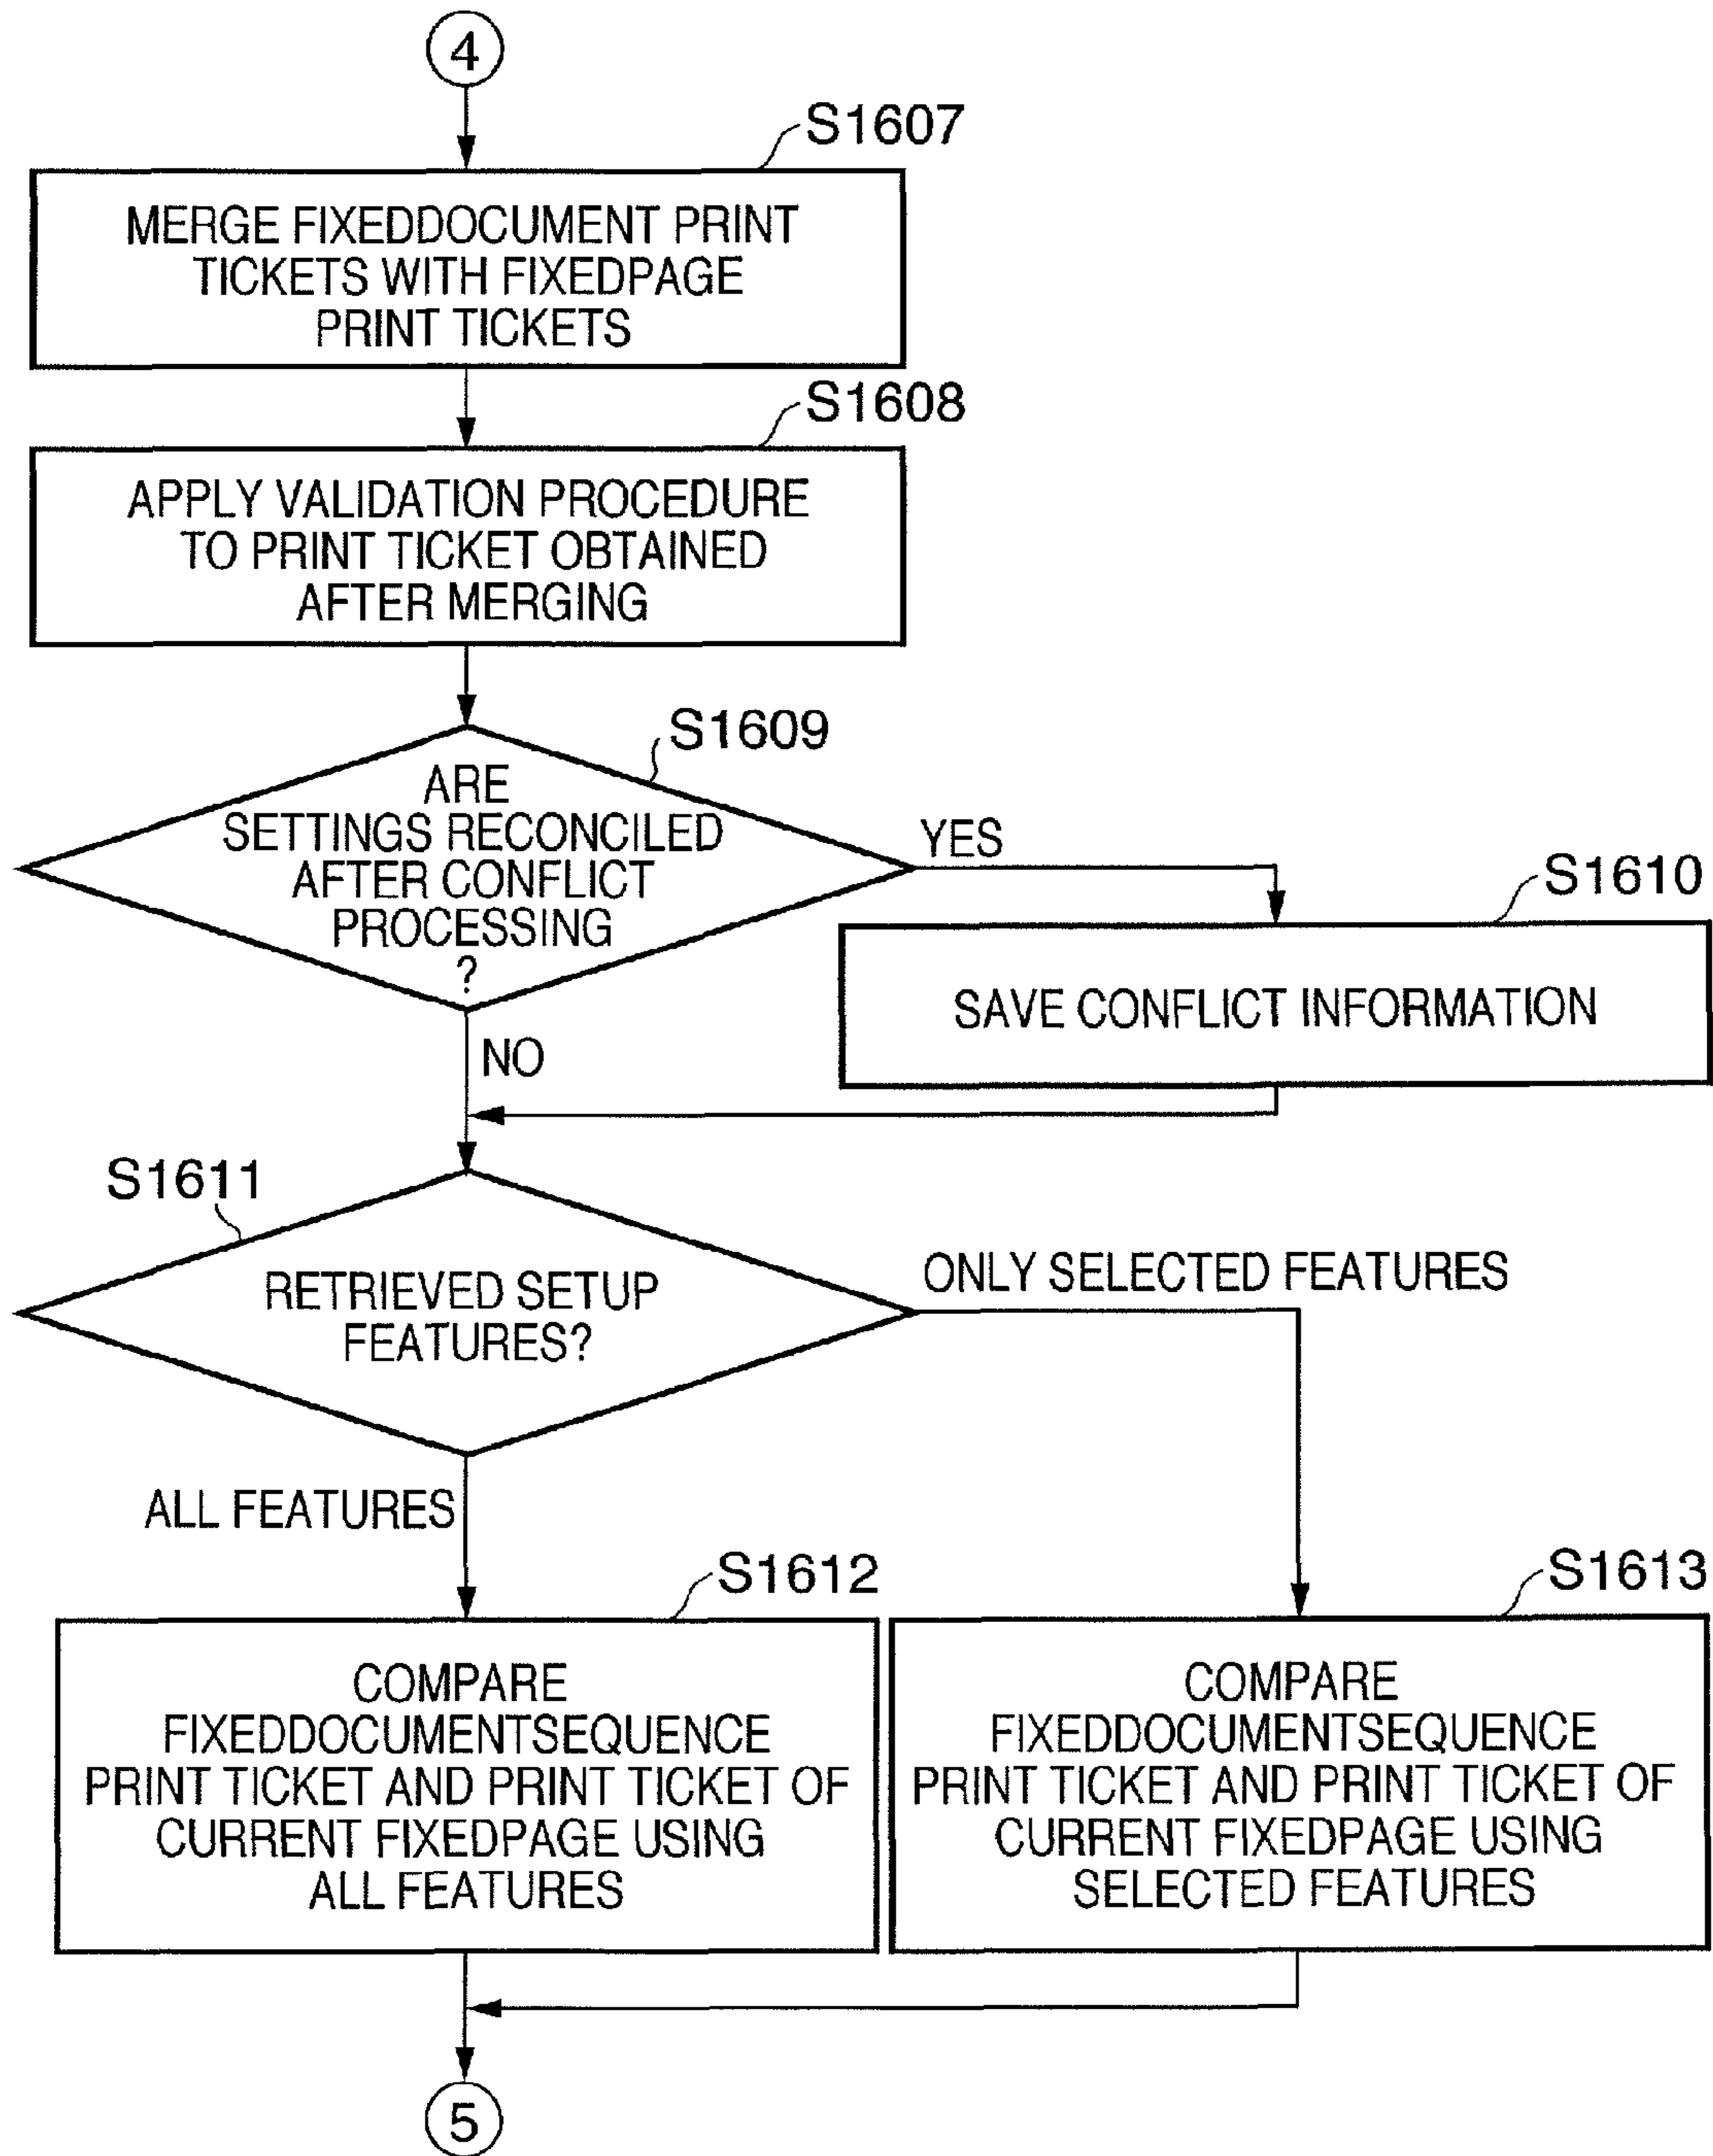 4
S1607
MERGE FIXEDDOCUMENT PRINT
TICKETS WITH FIXEDPAGE
PRINT TICKETS
S1608
APPLY VALIDATION PROCEDURE
TO PRINT TICKET OBTAINED
AFTER MERGING
S1609
ARE
SETTINGS RECONCILED
AFTER CONFLICT
PROCESSING
?
YES
S1610
SAVE CONFLICT INFORMATION
NO
S1611
RETRIEVED SETUP
FEATURES?
ONLY SELECTED FEATURES
ALL FEATURES
S1612
COMPARE
FIXEDDOCUMENTSEQUENCE
PRINT TICKET AND PRINT TICKET OF
CURRENT FIXEDPAGE USING
ALL FEATURES
S1613
COMPARE
FIXEDDOCUMENTSEQUENCE
PRINT TICKET AND PRINT TICKET OF
CURRENT FIXEDPAGE USING
SELECTED FEATURES
5